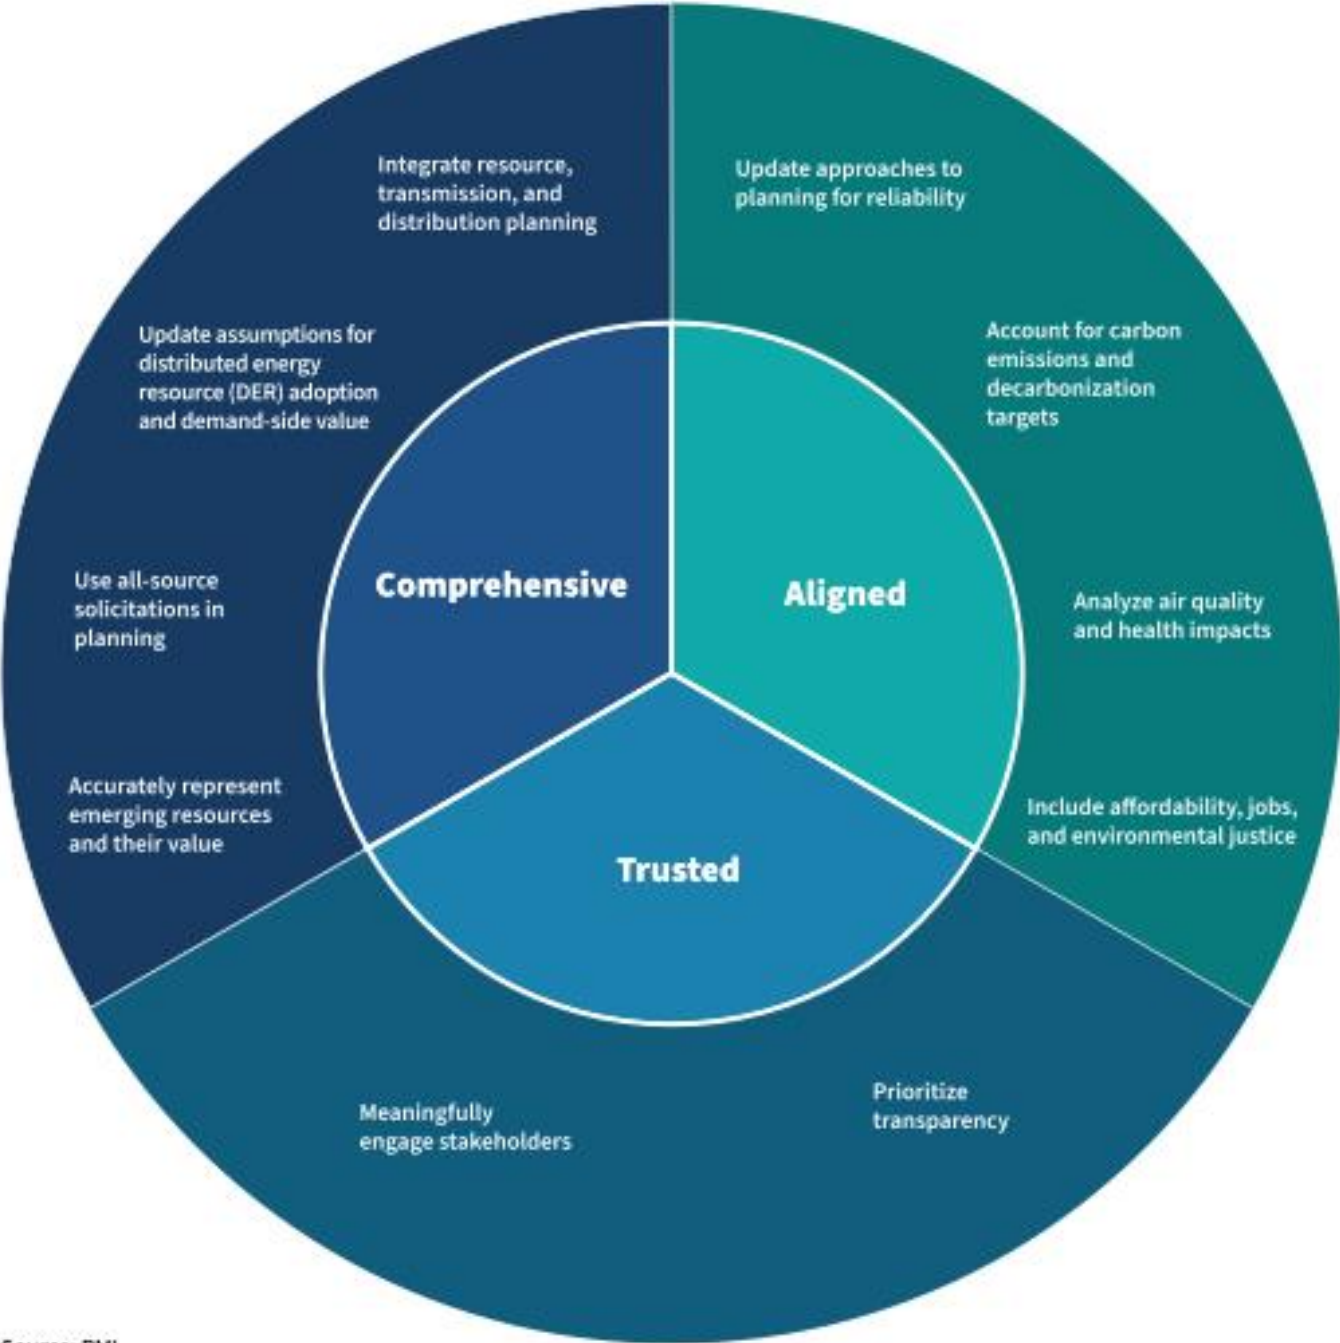 Integrate resource,
transmission, and
distribution planning
Update approaches to
planning for reliability
Update assumptions for
distributed energy
resource (DER) adoption
and demand-side value
Account for carbon
emissions and
decarbonization
targets
Use all-source
solicitations in
planning
Comprehensive
Aligned
Analyze air quality
and health impacts
Accurately represent
emerging resources
and their value
Include affordability, jobs,
and environmental justice
Trusted
Meaningfully
engage stakeholders
Prioritize
transparency